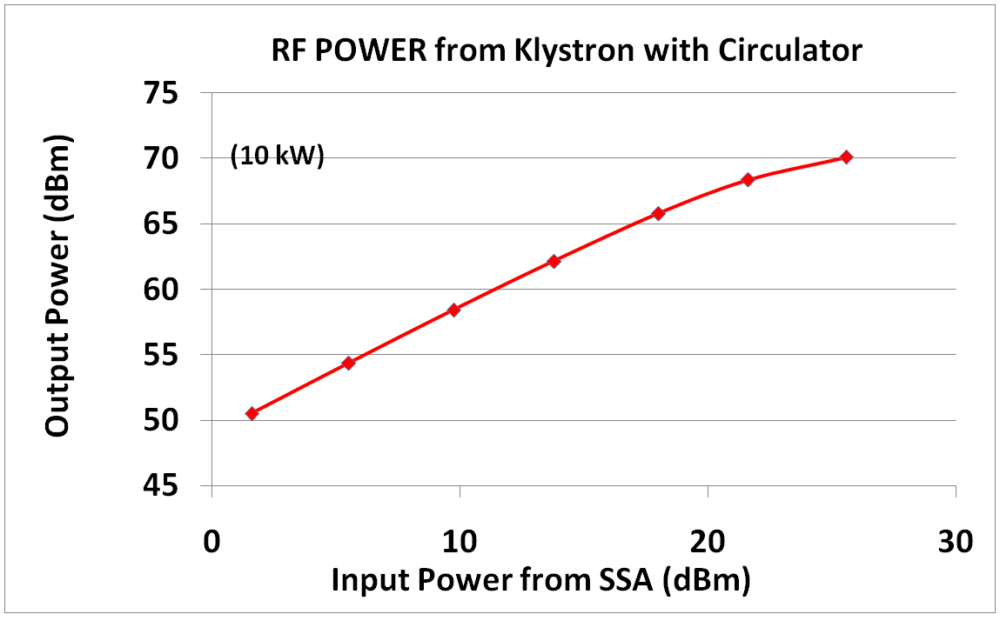 RF POWER from Klystron with Circulator
75
70
65
60
55
50
45
(10 kW)
Output Power (dBm)
0 10 20 30
Input Power from SSA (dBm)